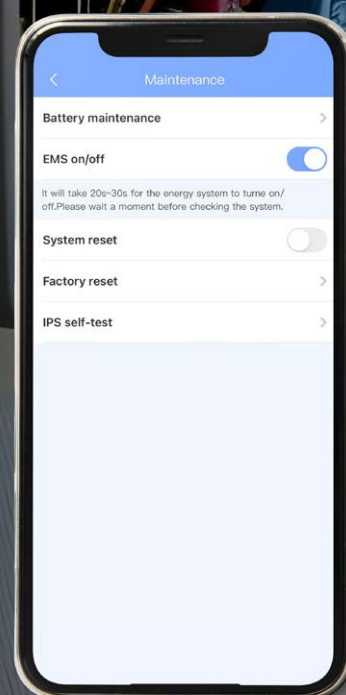 Maintenance
Battery maintenance
EMS on/off
It will take 20s-30s for the energy system to turne on/
off.Please wait a moment before checking the system.
System reset
Factory reset
IPS self-test